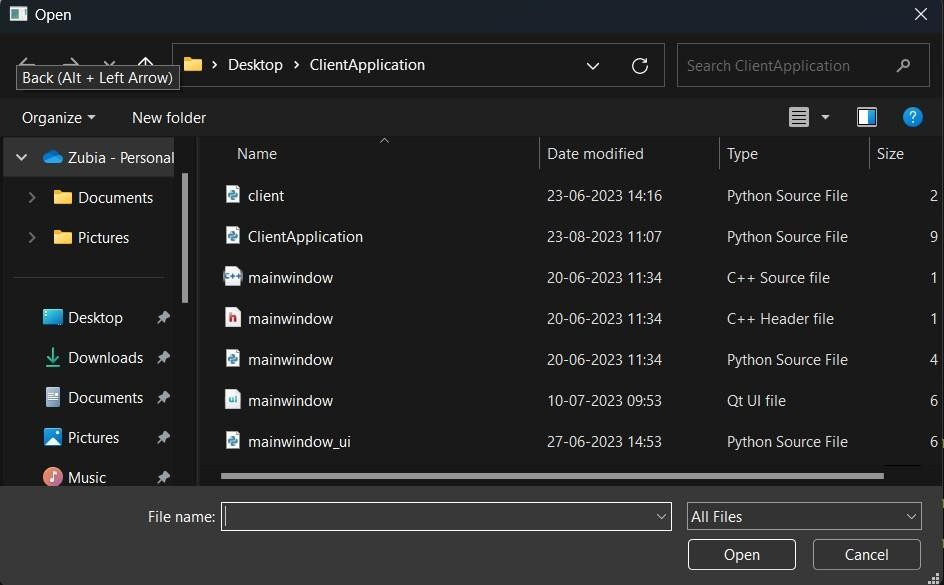 Open
Back (Alt + Left Arrow)
Desktop
ClientApplication
Search ClientApplication
Organize
New folder
?
Zubia - Personal
Documents
Pictures
Desktop
Downloads
Documents
Pictures
Music
Name Date modified Type Size
client 23-06-2023 14:16 Python Source File 2
ClientApplication 23-08-2023 11:07 Python Source File 9
C++ mainwindow 20-06-2023 11:34 C++ Source file 1
h mainwindow 20-06-2023 11:34 C++ Header file 1
mainwindow 20-06-2023 11:34 Python Source File 4
ui mainwindow 10-07-2023 09:53 Qt UI file 6
mainwindow_ui 27-06-2023 14:53 Python Source File 6
File name:
All Files
Open
Cancel